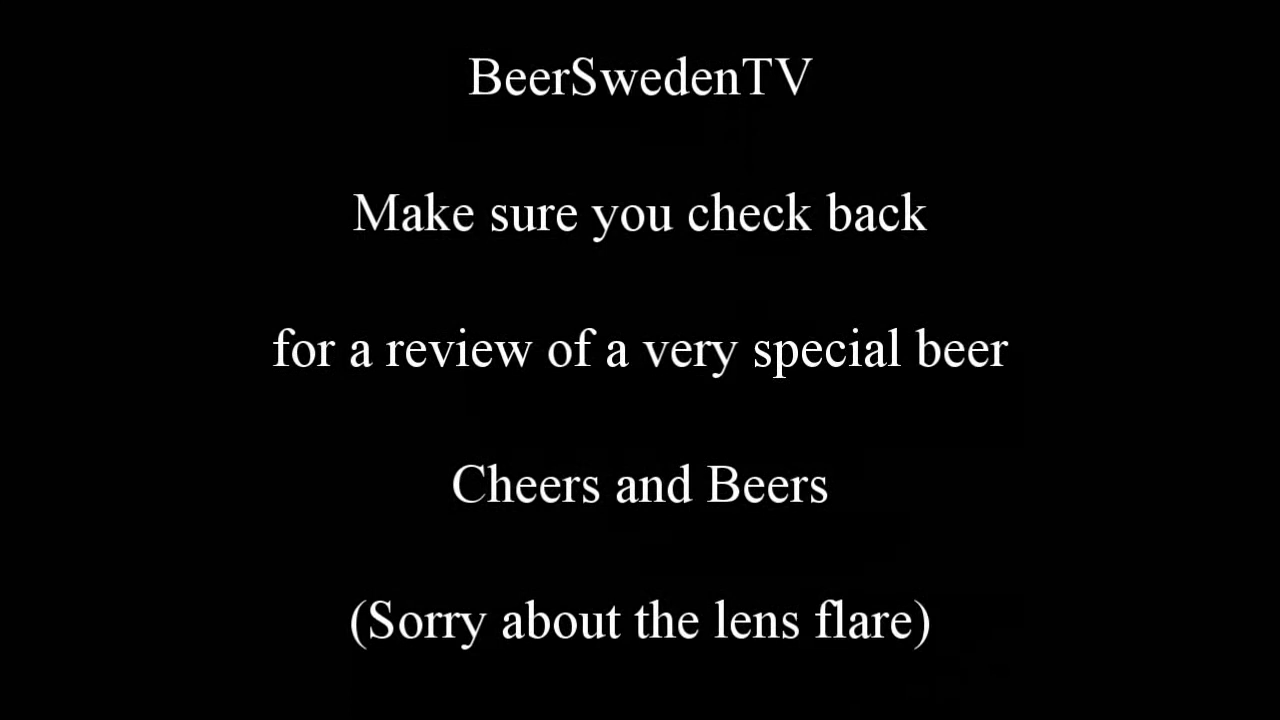 BeerSwedenTV
Make sure you check back
for a review of a very special beer
Cheers and Beers
(Sorry about the lens flare)